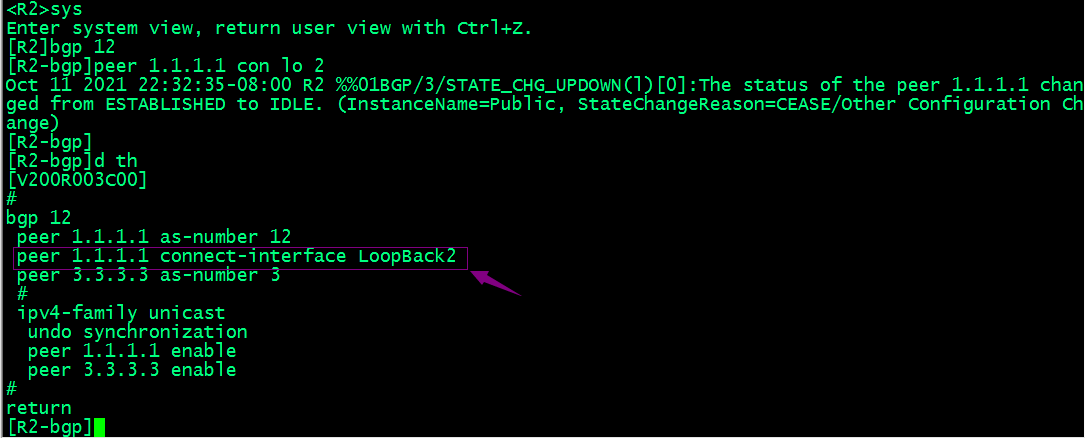 <R2>sys
Enter system view, return user view with Ctrl+Z.
[R2]bgp 12
[R2-bgp]peer 1.1.1.1 con lo 2
Oct 11 2021 22:32:35-08:00 R2 %%01BGP/3/STATE_CHG_UPDOWN(l)[0]:The status of the peer 1.1.1.1 chan
ged from ESTABLISHED to IDLE. (InstanceName=Public, StateChangeReason=CEASE/Other Configuration Ch
ange)
[R2-bgp]
[R2-bgp]d th
[V200R003C00]
#
bgp 12
 peer 1.1.1.1 as-number 12
 peer 1.1.1.1 connect-interface LoopBack2
 peer 3.3.3.3 as-number 3
 #
 ipv4-family unicast
  undo synchronization
  peer 1.1.1.1 enable
  peer 3.3.3.3 enable
#
return
[R2-bgp]